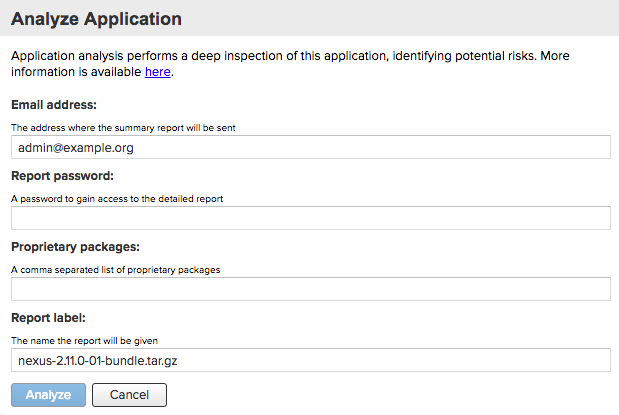 Analyze Application
Application analysis performs a deep inspection of this application, identifying potential risks. More
information is available here.
Email address:
The address where the summary report will be sent
admin@example.org
Report password:
A password to gain access to the detailed report
Proprietary packages:
A comma separated list of proprietary packages
Report label:
The name the report will be given
nexus-2.11.0-01-bundle.tar.gz
Analyze Cancel